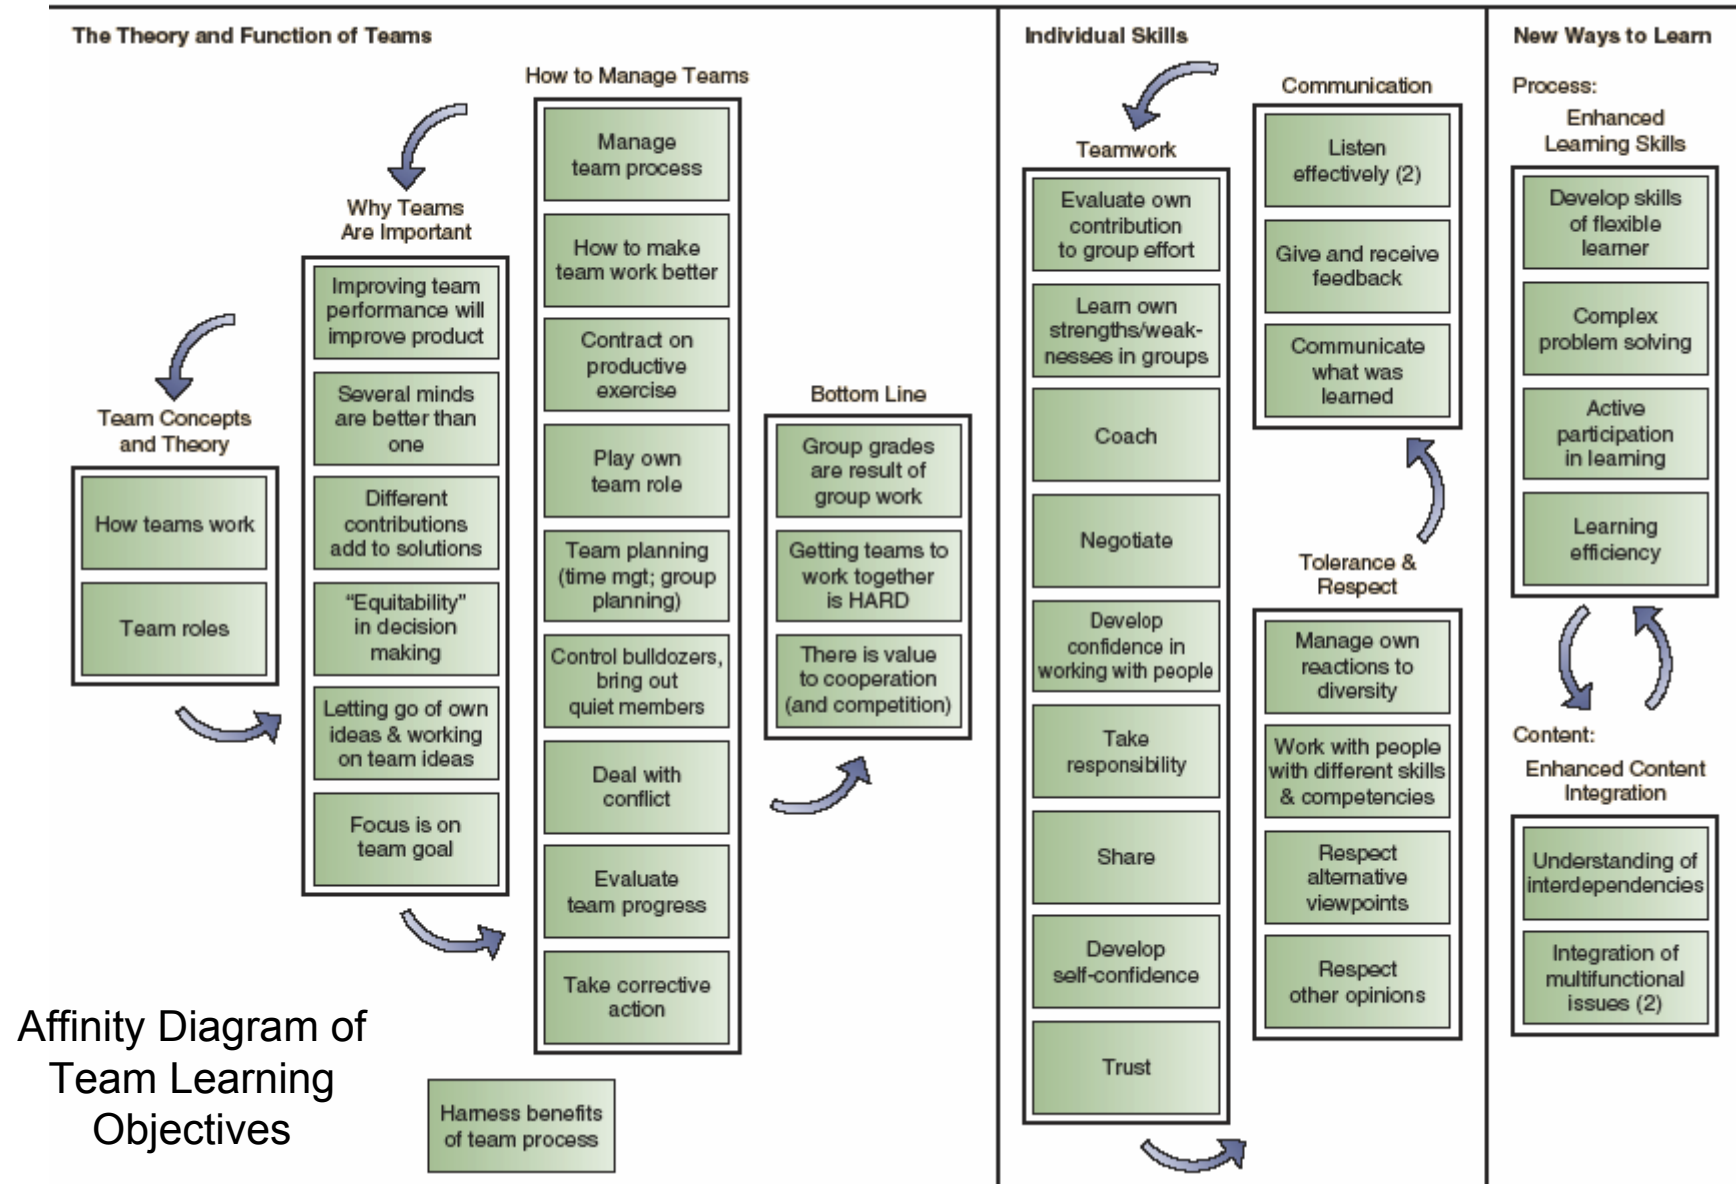 The Theory and Function of Teams
Team Concepts
and Theory
How teams work
Team roles
Why Teams
Are Important
Improving team
performance will
improve product
Several minds
are better than
one
Different
contributions
add to solutions
“Equitability”
in decision
making
Letting go of own
ideas & working
on team ideas
Focus is on
team goal
How to Manage Teams
Manage
team process
How to make
team work better
Contract on
productive
exercise
Play own
team role
Team planning
(time mgt; group
planning)
Control bulldozers,
bring out
quiet members
Deal with
conflict
Evaluate
team progress
Take corrective
action
Bottom Line
Group grades
are result of
group work
Getting teams to
work together
is HARD
There is value
to cooperation
(and competition)
Harness benefits
of team process
Individual Skills
Teamwork
Evaluate own
contribution
to group effort
Learn own
strengths/weak-
nesses in groups
Coach
Negotiate
Develop
confidence in
working with people
Take
responsibility
Share
Develop
self-confidence
Trust
Communication
Listen
effectively (2)
Give and receive
feedback
Communicate
what was
learned
Tolerance &
Respect
Manage own
reactions to
diversity
Work with people
with different skills
& competencies
Respect
alternative
viewpoints
Respect
other opinions
New Ways to Learn
Process:
Enhanced
Learning Skills
Develop skills
of flexible
learner
Complex
problem solving
Active
participation
in learning
Learning
efficiency
Content:
Enhanced Content
Integration
Understanding of
interdependencies
Integration of
multifunctional
issues (2)
Affinity Diagram of
Team Learning
Objectives